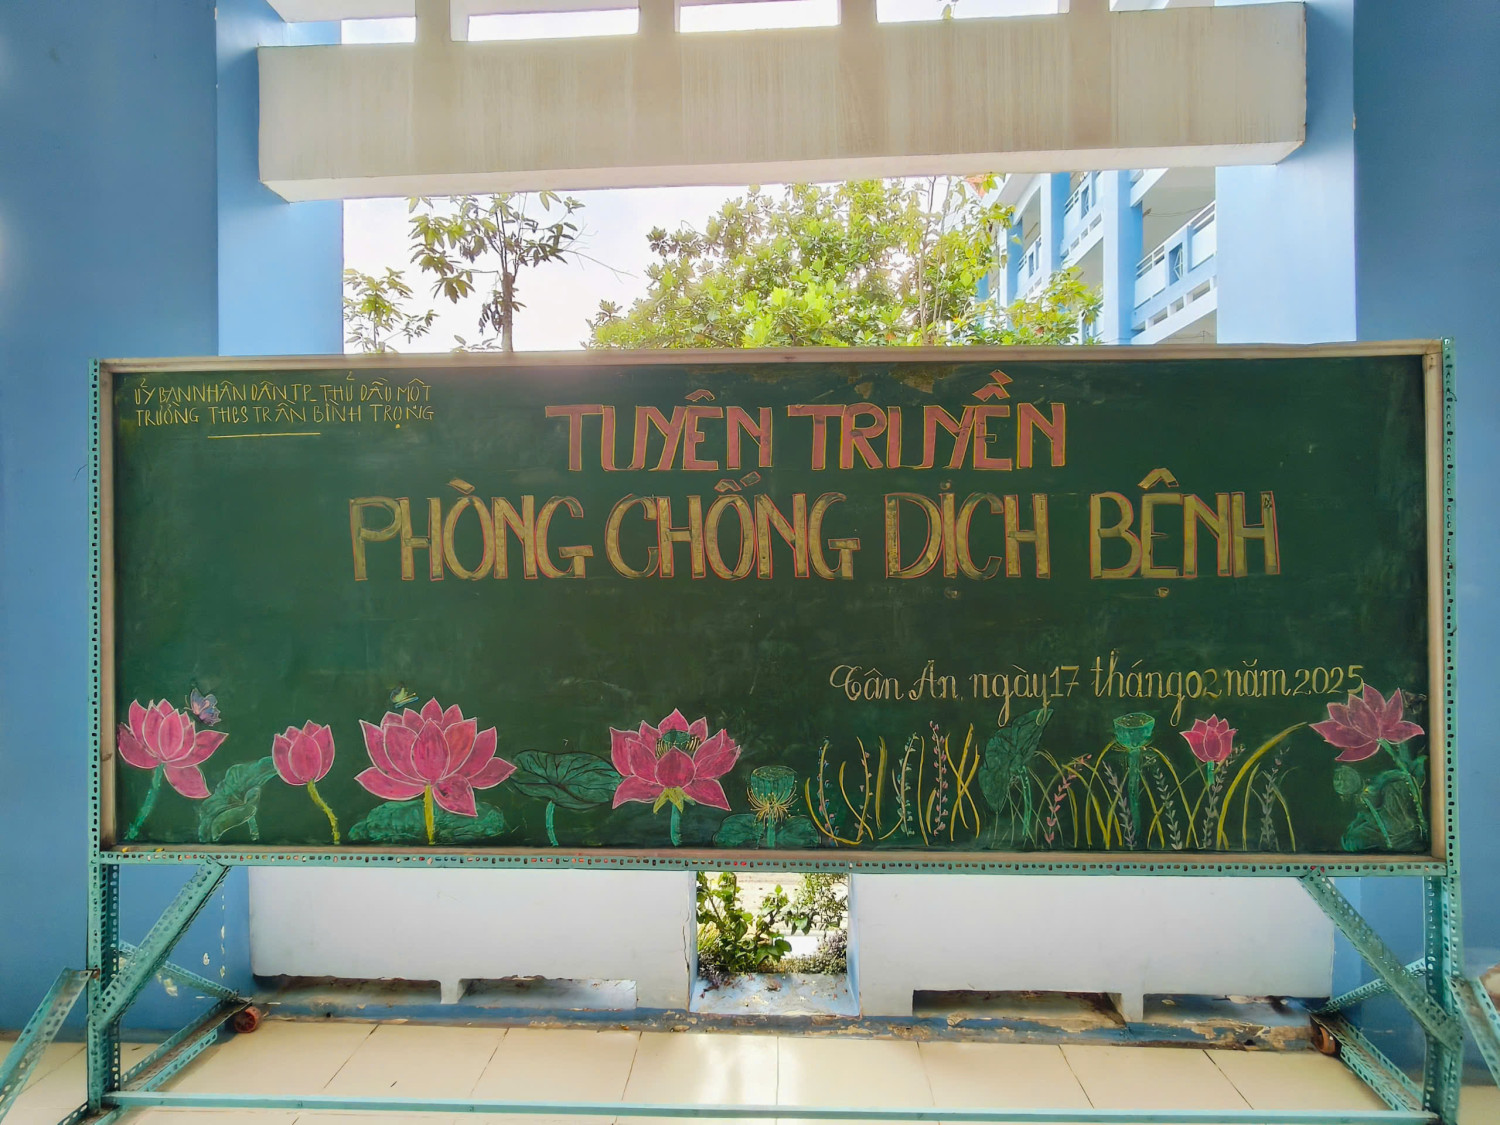 ỦY BAN NHÂN DÂN TP. THỦ DẦU MỘT
TRƯỜNG THCS TRẦN BÌNH TRỌNG
TUYÊN TRUYỀN
PHÒNG CHỐNG DỊCH BỆNH
Tân An, ngày 17 tháng 02 năm 2025